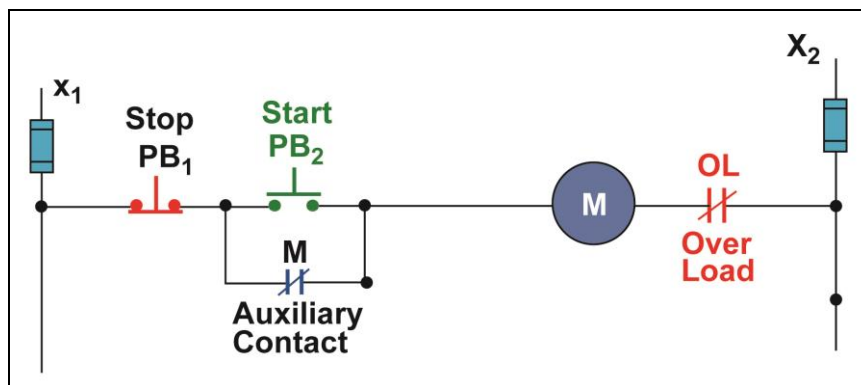 X₁
X₂
Stop
PB₁
Start
PB₂
M
OL
Over
Load
M
Auxiliary
Contact